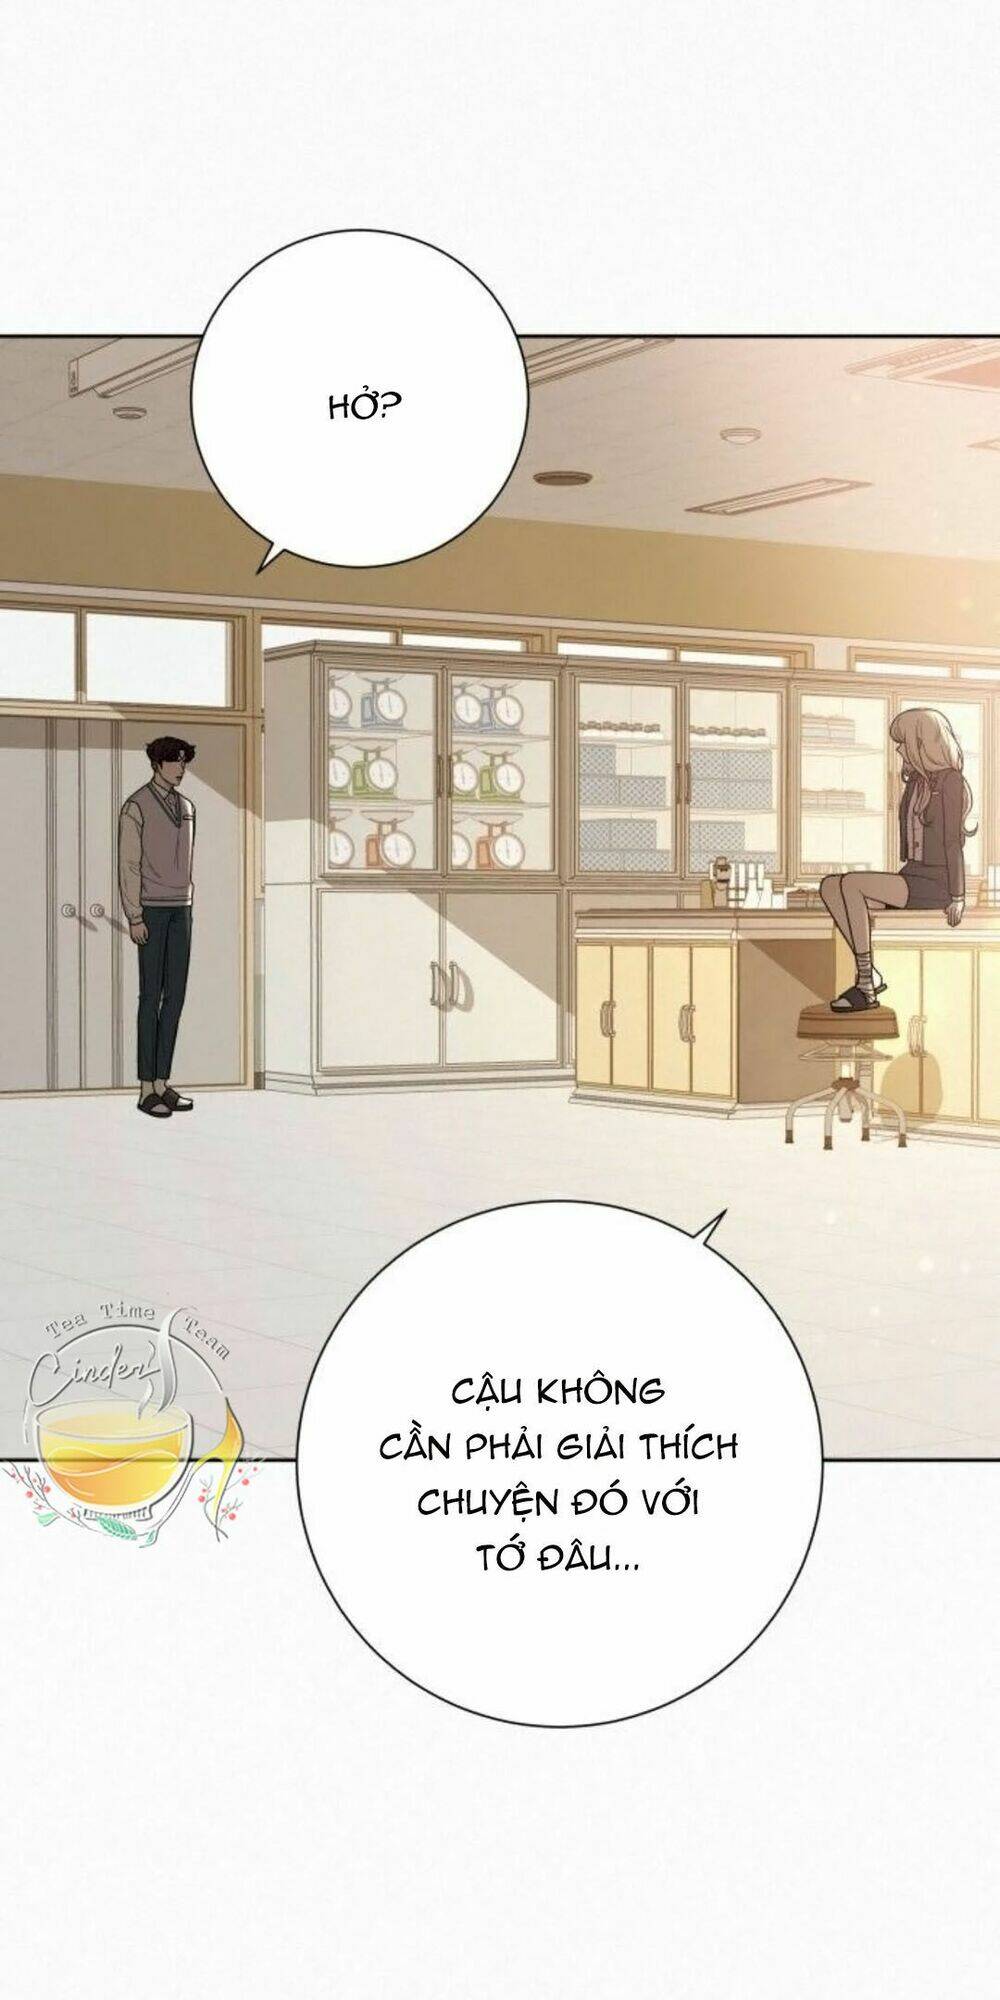 HỞ?
Tea Time Team
Cinder
CẬU KHÔNG
CẦN PHẢI GIẢI THÍCH
CHUYỆN ĐÓ VỚI
TỚ ĐÂU...